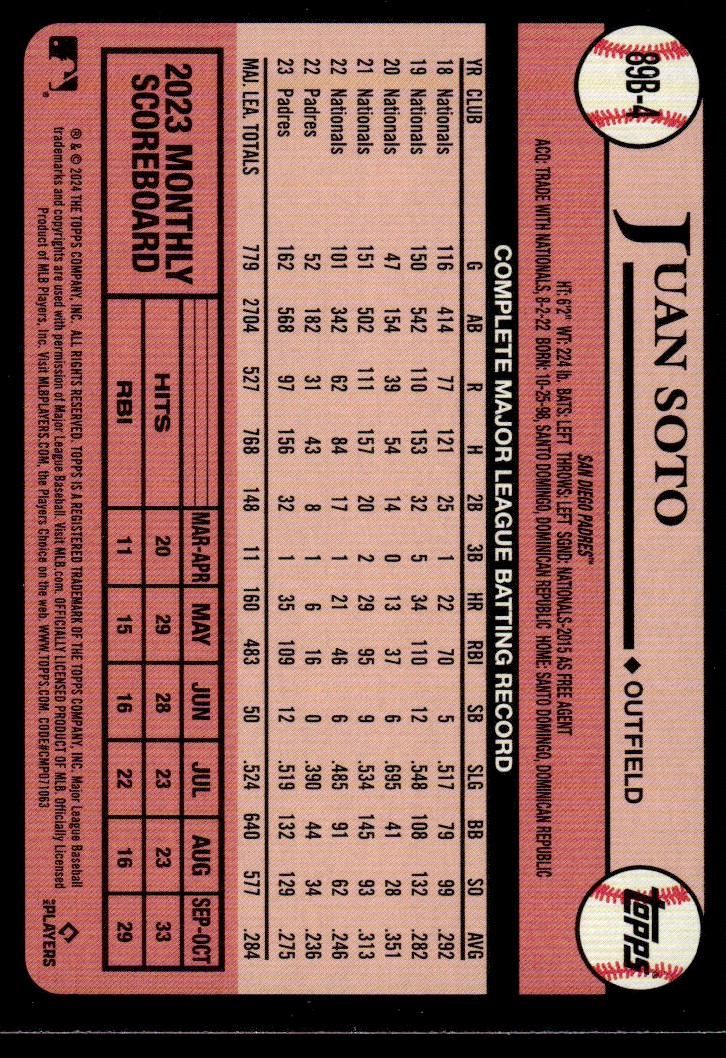 89B-4
JUAN SOTO
◆ OUTFIELD
topps®
SAN DIEGO PADRES™
HT: 6'2" WT: 224 lb. BATS: LEFT THROWS: LEFT SGND: NATIONALS-2015 AS FREE AGENT
ACQ: TRADE WITH NATIONALS, 8-2-22 BORN: 10-25-98, SANTO DOMINGO, DOMINICAN REPUBLIC HOME: SANTO DOMINGO, DOMINICAN REPUBLIC
COMPLETE MAJOR LEAGUE BATTING RECORD
YR CLUB G AB R H 2B 3B HR RBI SB SLG BB SO AVG
18 Nationals 116 414 77 121 25 1 22 70 5 .517 79 99 .292
19 Nationals 150 542 110 153 32 5 34 110 12 .548 108 132 .282
20 Nationals 47 154 39 54 14 0 13 37 6 .695 41 28 .351
21 Nationals 151 502 111 157 20 2 29 95 9 .534 145 93 .313
22 Nationals 101 342 62 84 17 1 21 46 6 .485 91 62 .246
22 Padres 52 182 31 43 8 1 6 16 0 .390 44 34 .236
23 Padres 162 568 97 156 32 1 35 109 12 .519 132 129 .275
MAJ. LEA. TOTALS 779 2704 527 768 148 11 160 483 50 .524 640 577 .284
2023 MONTHLY
SCOREBOARD
MAR-APR MAY JUN JUL AUG SEP-OCT
HITS 20 29 28 23 23 33
RBI 11 15 16 22 16 29
® & © 2024 THE TOPPS COMPANY, INC. ALL RIGHTS RESERVED. TOPPS IS A REGISTERED TRADEMARK OF THE TOPPS COMPANY, INC. Major League Baseball
trademarks and copyrights are used with permission of Major League Baseball. Visit MLB.com. OFFICIALLY LICENSED PRODUCT OF MLB. Officially Licensed
Product of MLB Players, Inc. Visit MLBPLAYERS.COM, the Players Choice on the web. WWW.TOPPS.COM. CODE#CMP071063
MLB PLAYERS